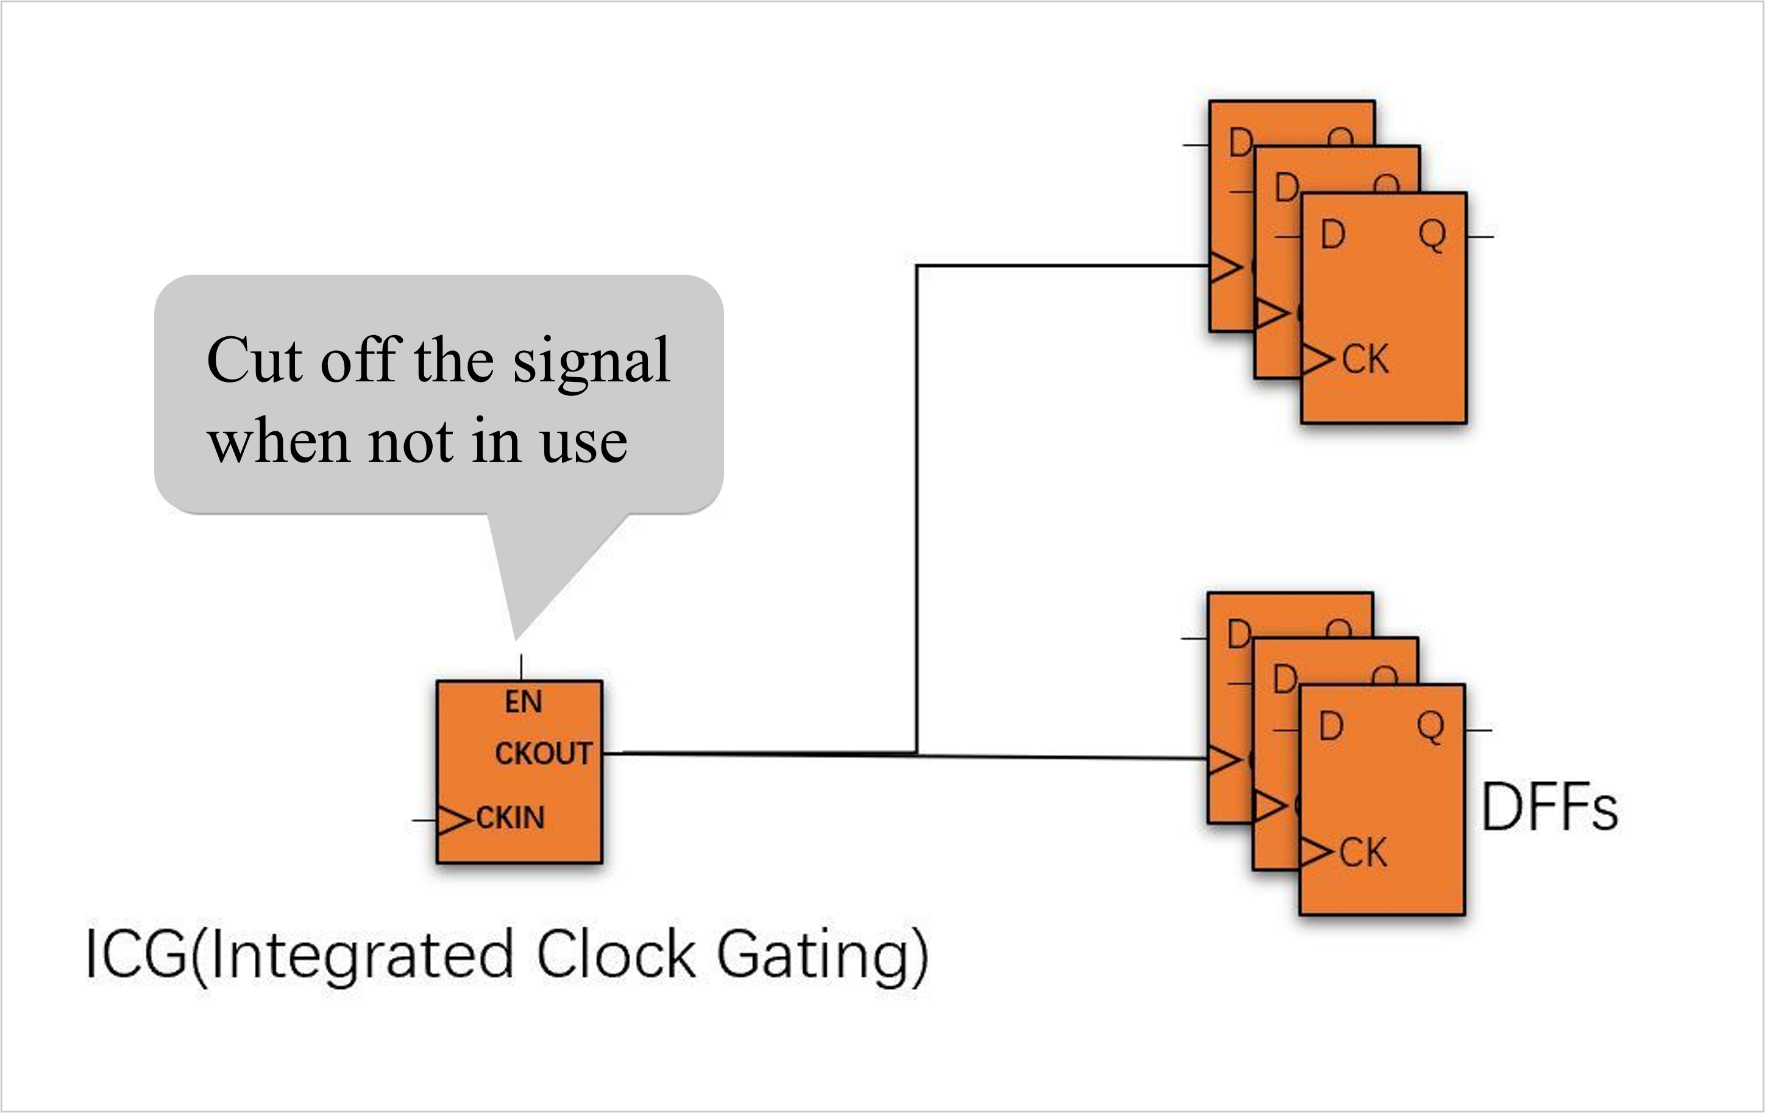 D
Q
D
Q
D
Q
CK
Cut off the signal
when not in use
D
Q
D
Q
D
Q
CK
EN
CKOUT
CKIN
DFFs
ICG(Integrated Clock Gating)